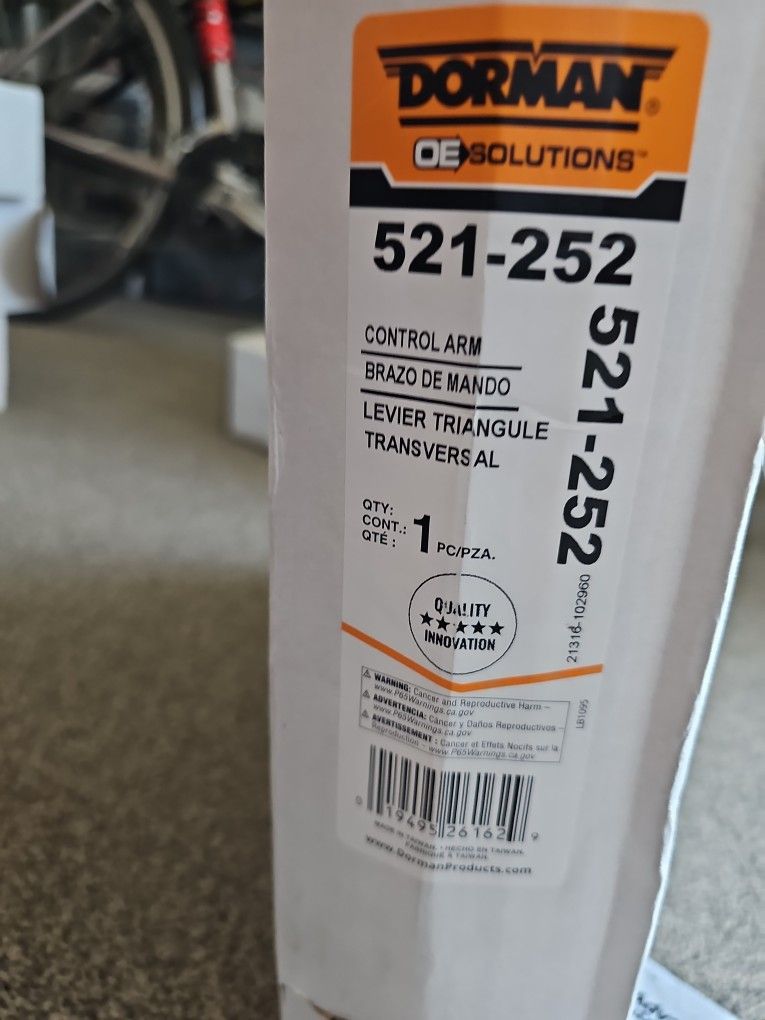 DORMAN®
OE SOLUTIONS™
521-252
521-252
CONTROL ARM
BRAZO DE MANDO
LEVIER TRIANGULE
TRANSVERSAL
QTY:
CONT.:
QTÉ :
1 PC/PZA.
QUALITY
INNOVATION
21316-102960
WARNING: Cancer and Reproductive Harm –
www.P65Warnings.ca.gov
ADVERTENCIA: Cáncer y Daños Reproductivos –
www.P65Warnings.ca.gov
AVERTISSEMENT : Cancer et Effets Nocifs sur la
Reproduction – www.P65Warnings.ca.gov
LB1095
0 19495 26162 9
MADE IN TAIWAN. • HECHO EN TAIWAN.
FABRIQUÉ À TAIWAN.
www.DormanProducts.com